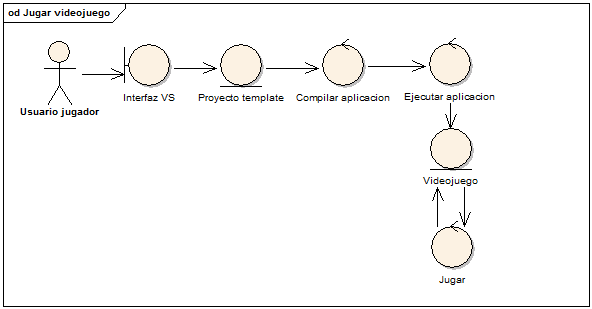 od Jugar videojuego
Usuario jugador
Interfaz VS
Proyecto template
Compilar aplicacion
Ejecutar aplicacion
Videojuego
Jugar